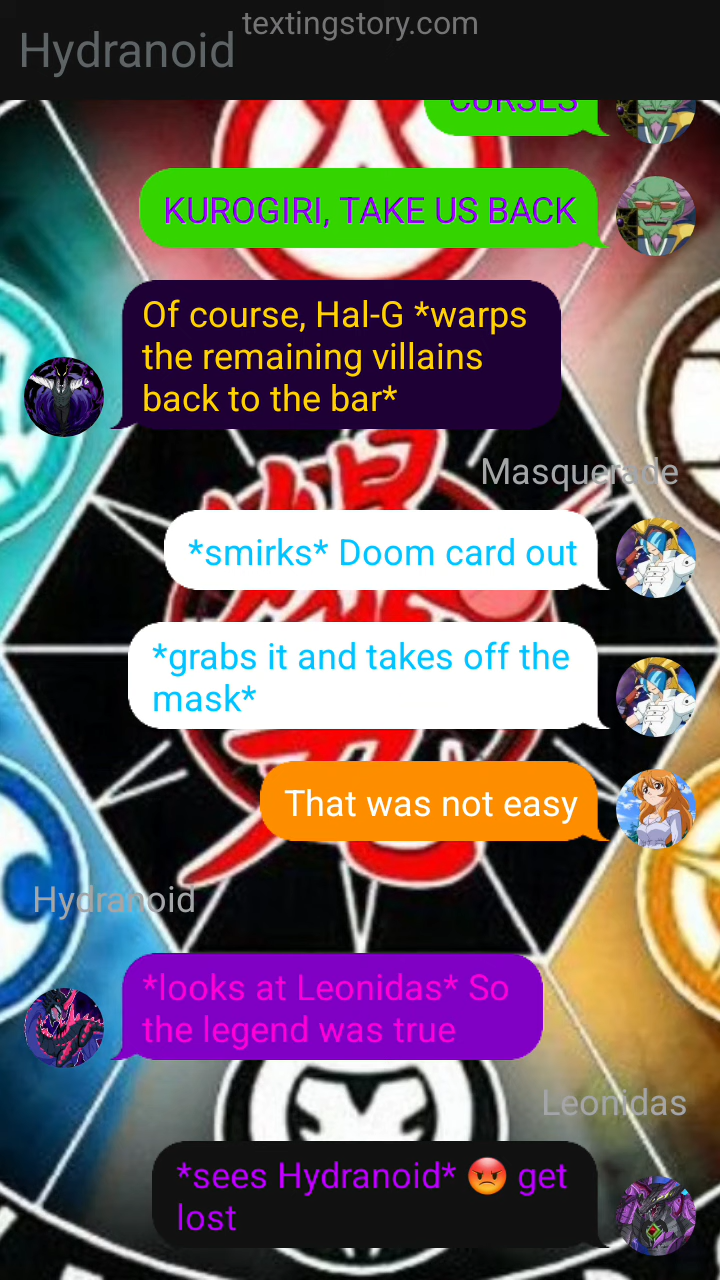 textingstory.com
Hydranoid
CURSES
KUROGIRI, TAKE US BACK
Of course, Hal-G *warps
the remaining villains
back to the bar*
Masquerade
*smirks* Doom card out
*grabs it and takes off the
mask*
That was not easy
Hydranoid
*looks at Leonidas* So
the legend was true
Leonidas
*sees Hydranoid* 😡 get
lost